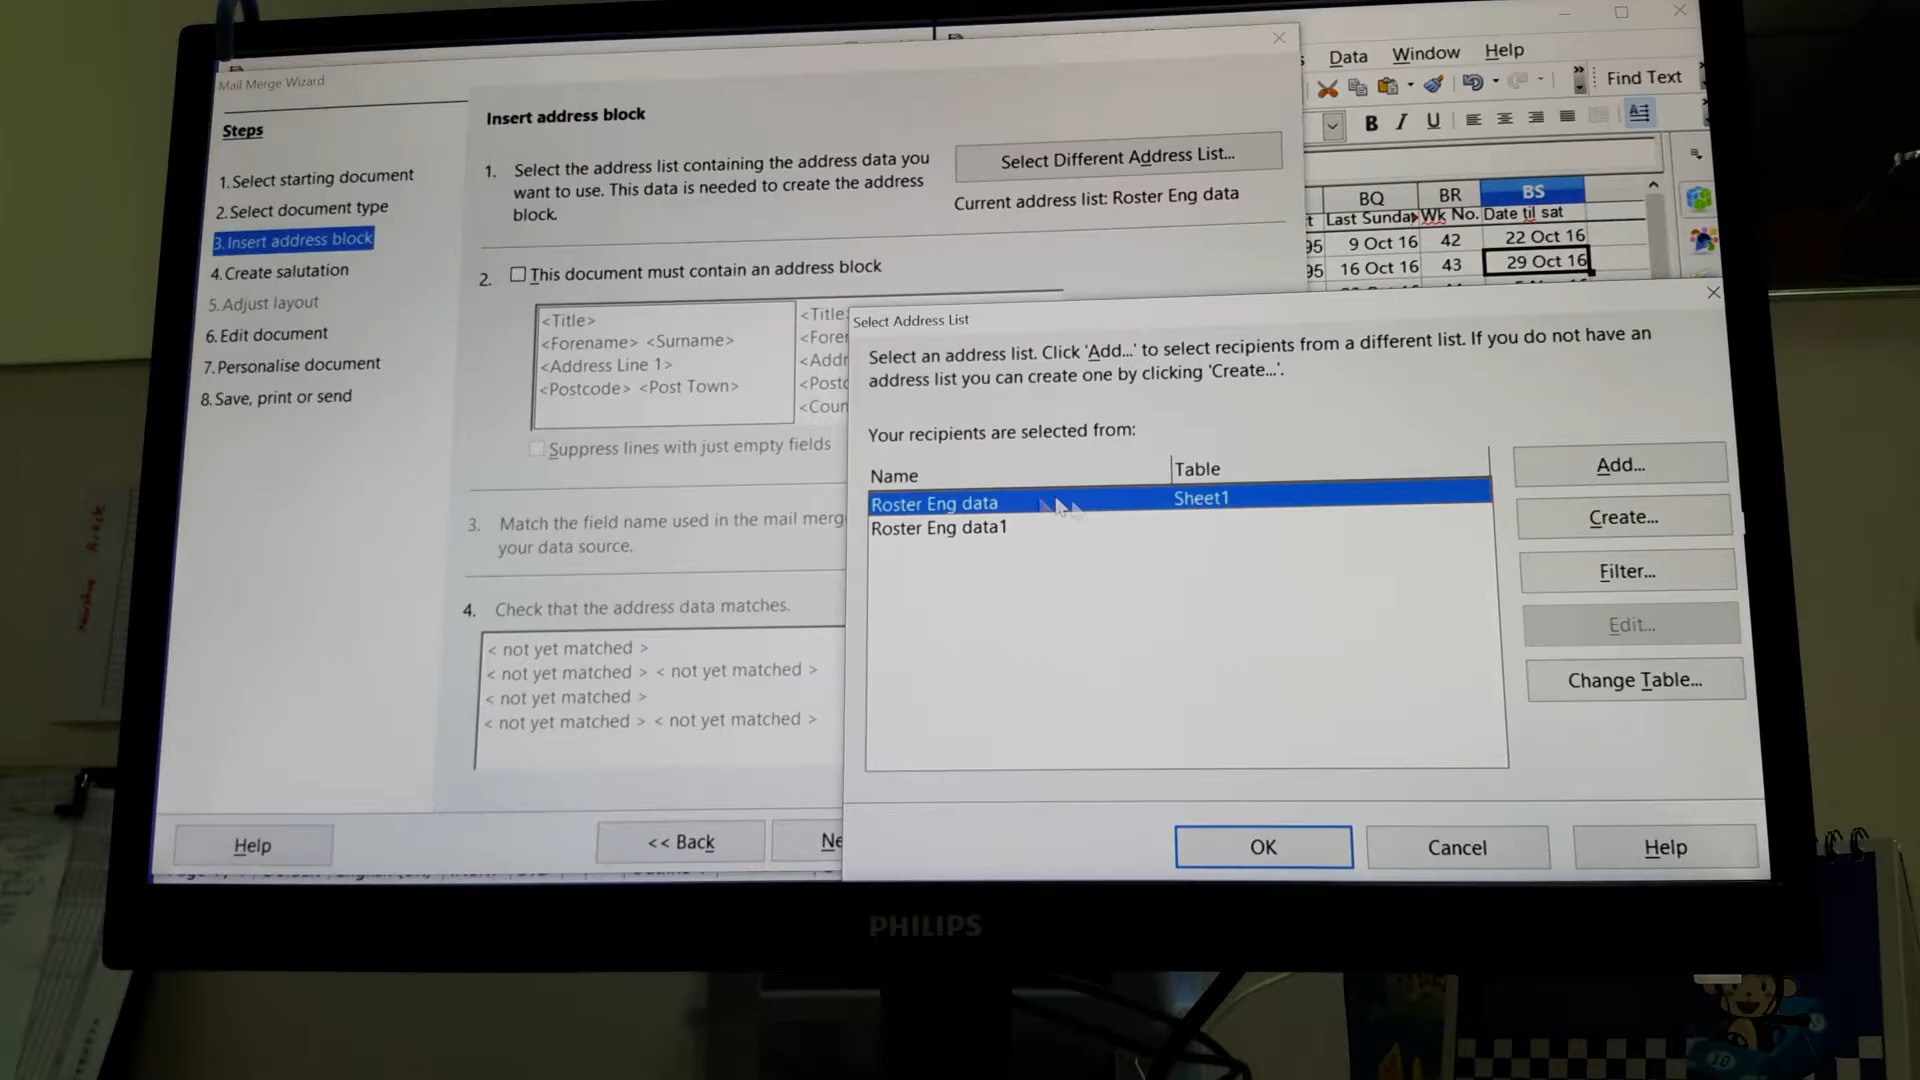 Mail Merge Wizard
Steps
1.Select starting document
2.Select document type
3.Insert address block
4.Create salutation
5.Adjust layout
6.Edit document
7.Personalise document
8.Save, print or send
Insert address block
1. Select the address list containing the address data you
want to use. This data is needed to create the address
block.
Select Different Address List...
Current address list: Roster Eng data
2. This document must contain an address block
<Title>
<Forename> <Surname>
<Address Line 1>
<Postcode> <Post Town>
<Title
<Forer
<Addr
<Postc
<Coun
Suppress lines with just empty fields
3. Match the field name used in the mail merg
your data source.
4. Check that the address data matches.
< not yet matched >
< not yet matched > < not yet matched >
< not yet matched >
< not yet matched > < not yet matched >
Help
<< Back
Ne
Data Window Help
Find Text
B I U
BQ BR BS
t Last Sunda Wk No. Date til sat
95 9 Oct 16 42 22 Oct 16
95 16 Oct 16 43 29 Oct 16
Select Address List
Select an address list. Click 'Add...' to select recipients from a different list. If you do not have an
address list you can create one by clicking 'Create...'.
Your recipients are selected from:
Name Table
Roster Eng data Sheet1
Roster Eng data1
Add...
Create...
Filter...
Edit...
Change Table...
OK
Cancel
Help
PHILIPS
10